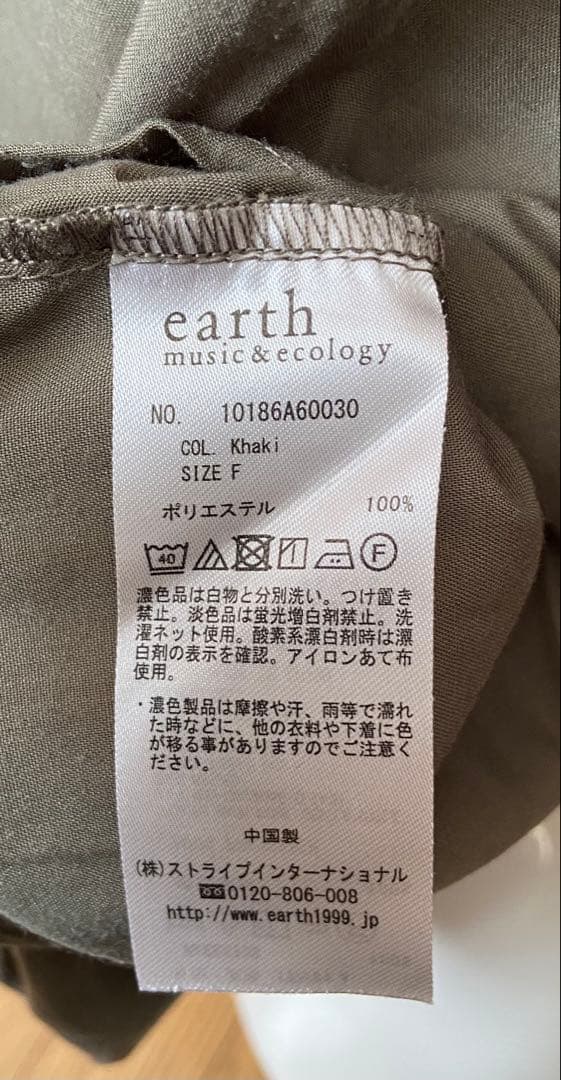 earth
music&ecology
NO. 10186A60030
COL. Khaki
SIZE F
ポリエステル 100%
40 F
濃色品は白物と分別洗い。つけ置き
禁止。淡色品は蛍光増白剤禁止。洗
濯ネット使用。酸素系漂白剤時は漂
白剤の表示を確認。アイロンあて布
使用。
・濃色製品は摩擦や汗、雨等で濡れ
た時などに、他の衣料や下着に色
が移る事がありますのでご注意く
ださい。
中国製
(株)ストライプインターナショナル
0120-806-008
http://www.earth1999.jp